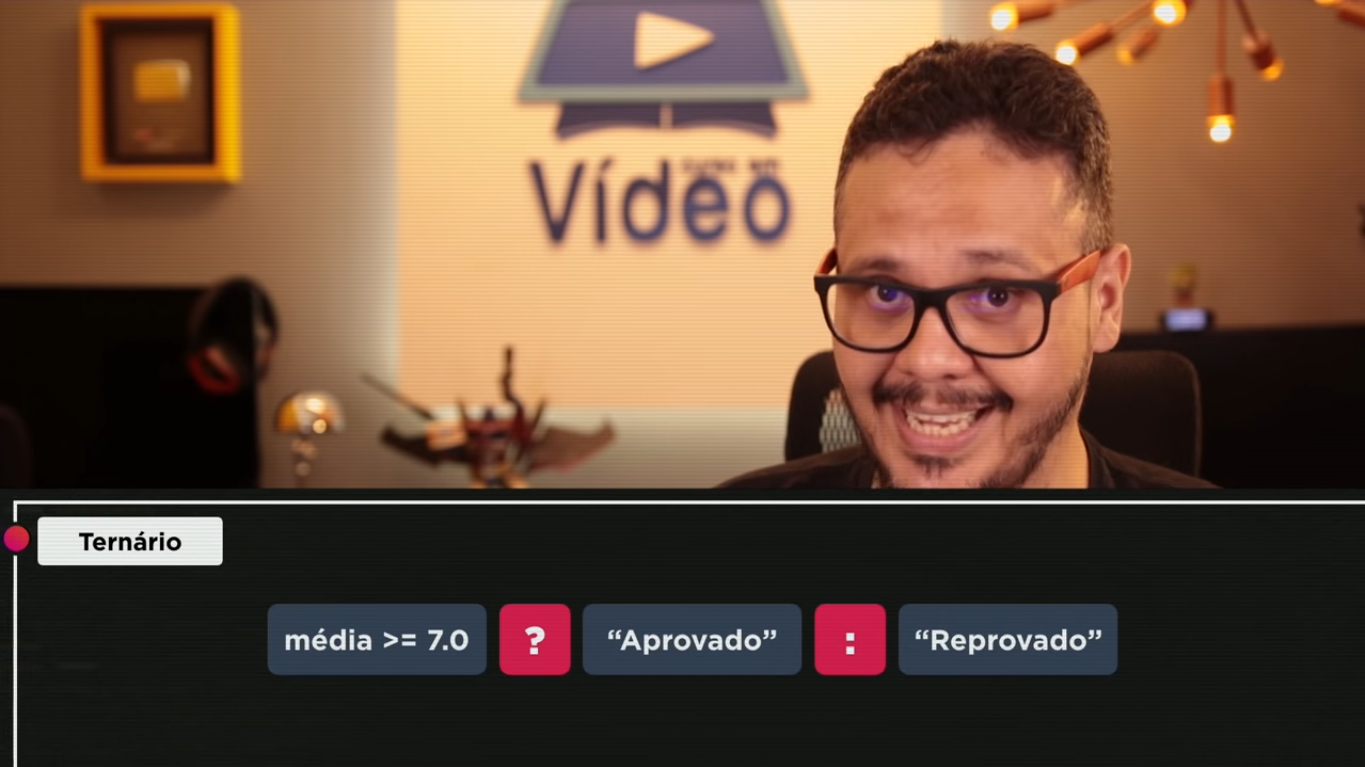 Vídeo
Ternário
média >= 7.0 ? “Aprovado” : “Reprovado”